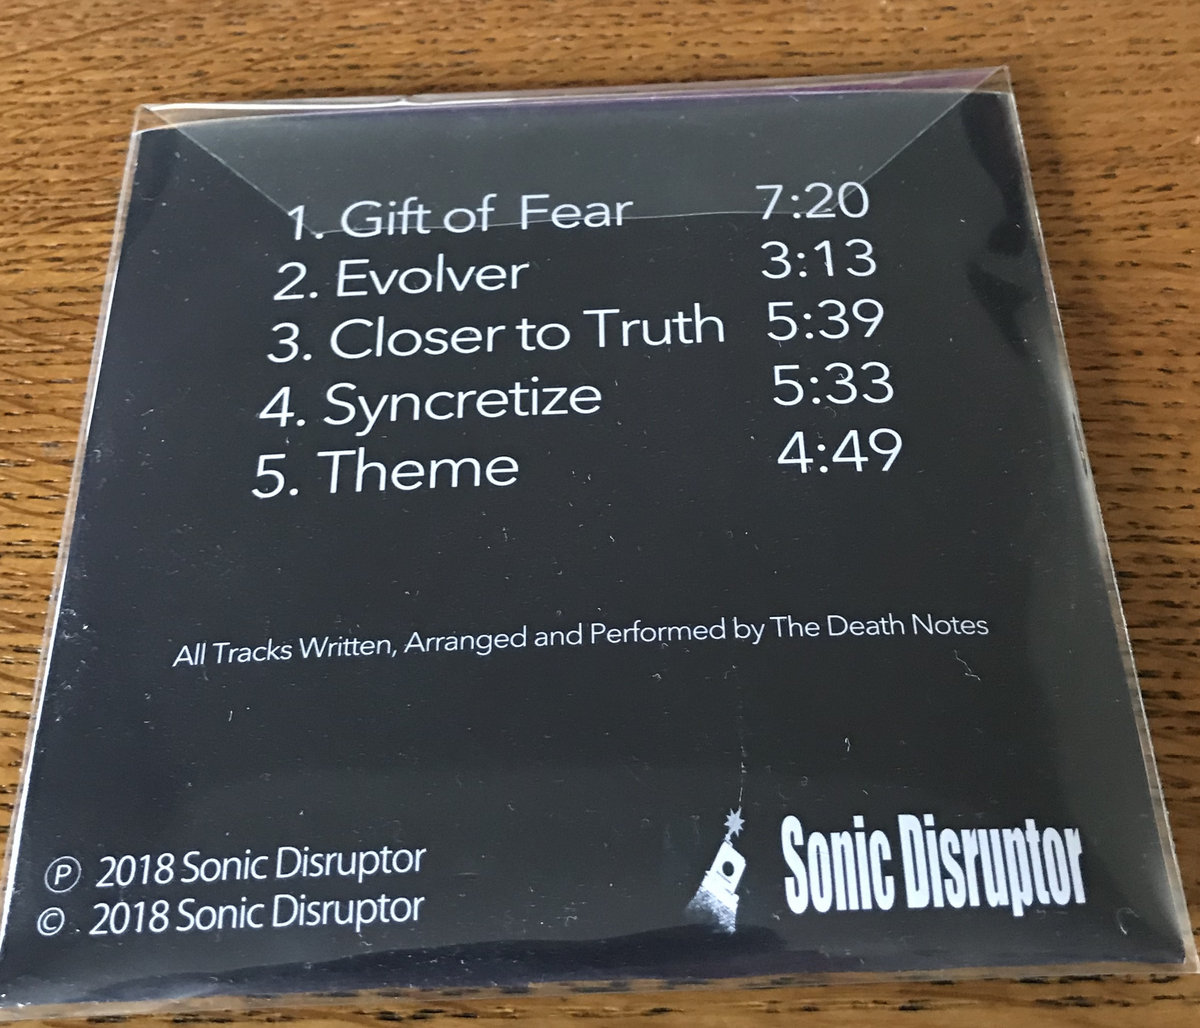 1. Gift of Fear 7:20
2. Evolver 3:13
3. Closer to Truth 5:39
4. Syncretize 5:33
5. Theme 4:49
All Tracks Written, Arranged and Performed by The Death Notes
℗ 2018 Sonic Disruptor
© 2018 Sonic Disruptor
Sonic Disruptor